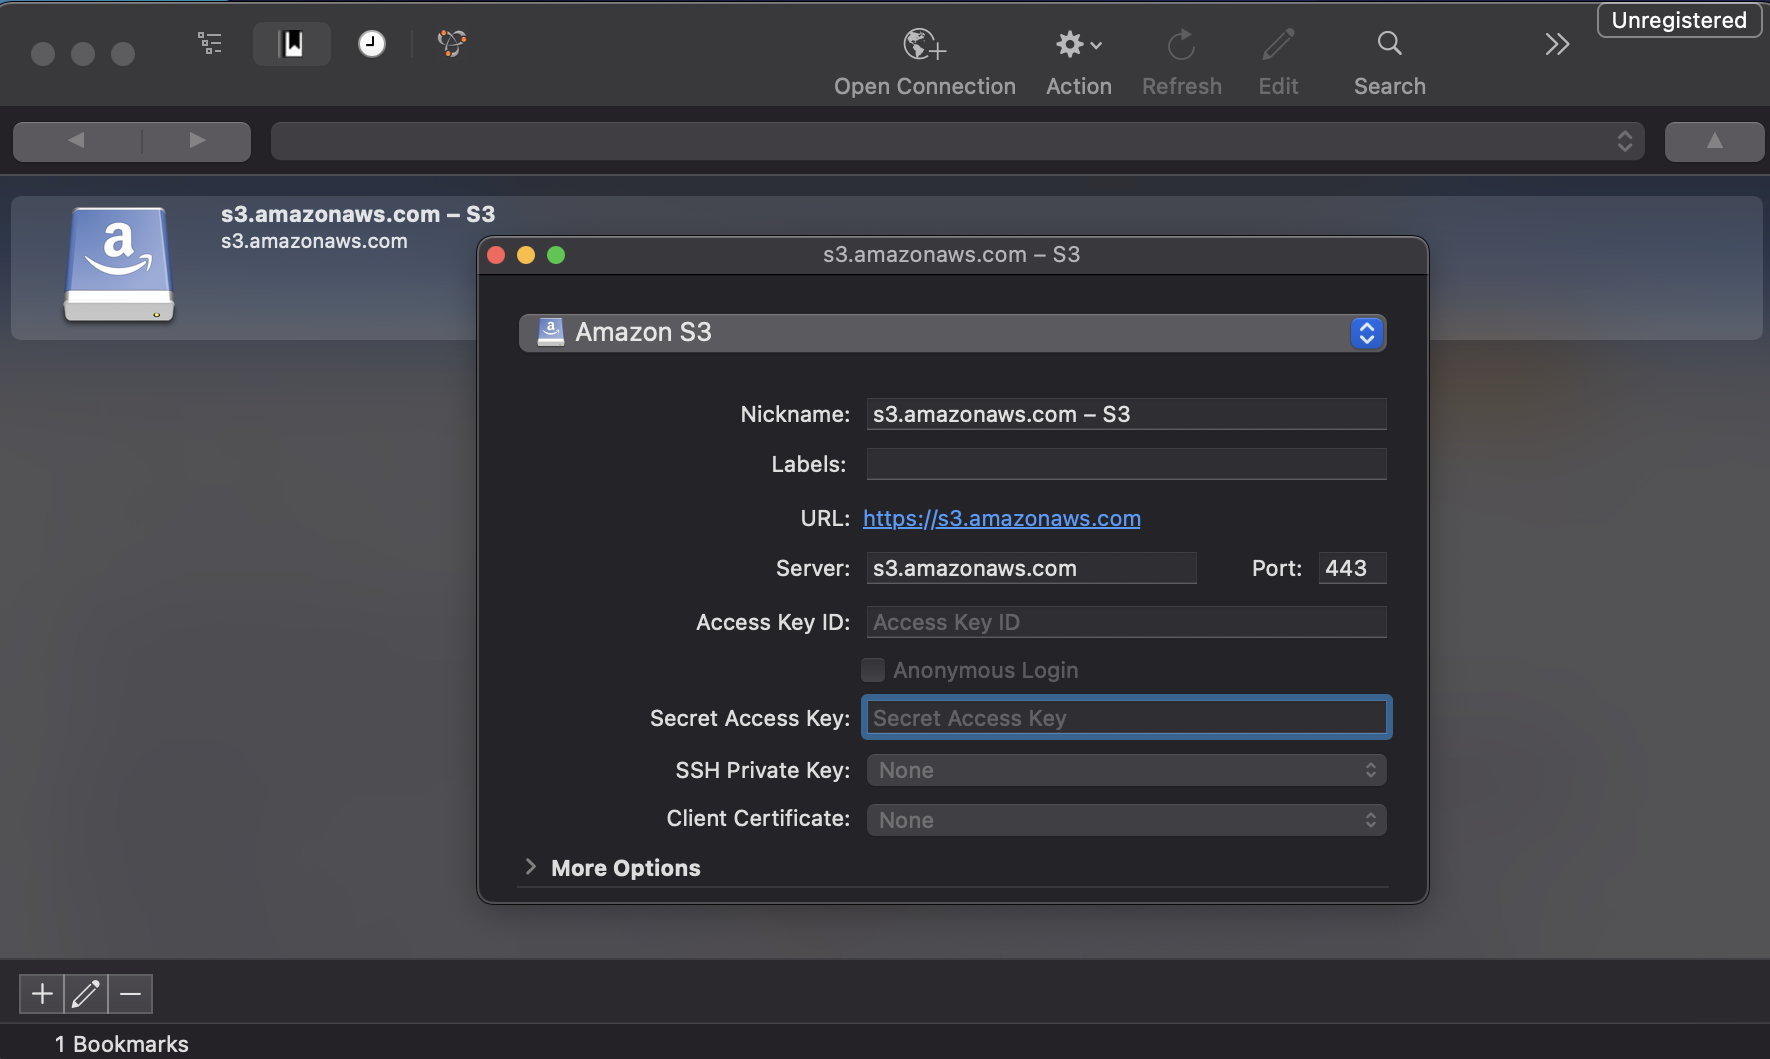 Unregistered
Open Connection
Action
Refresh
Edit
Search
s3.amazonaws.com – S3
s3.amazonaws.com
s3.amazonaws.com – S3
Amazon S3
Nickname: s3.amazonaws.com – S3
Labels:
URL: https://s3.amazonaws.com
Server: s3.amazonaws.com Port: 443
Access Key ID: Access Key ID
Anonymous Login
Secret Access Key: Secret Access Key
SSH Private Key: None
Client Certificate: None
More Options
1 Bookmarks